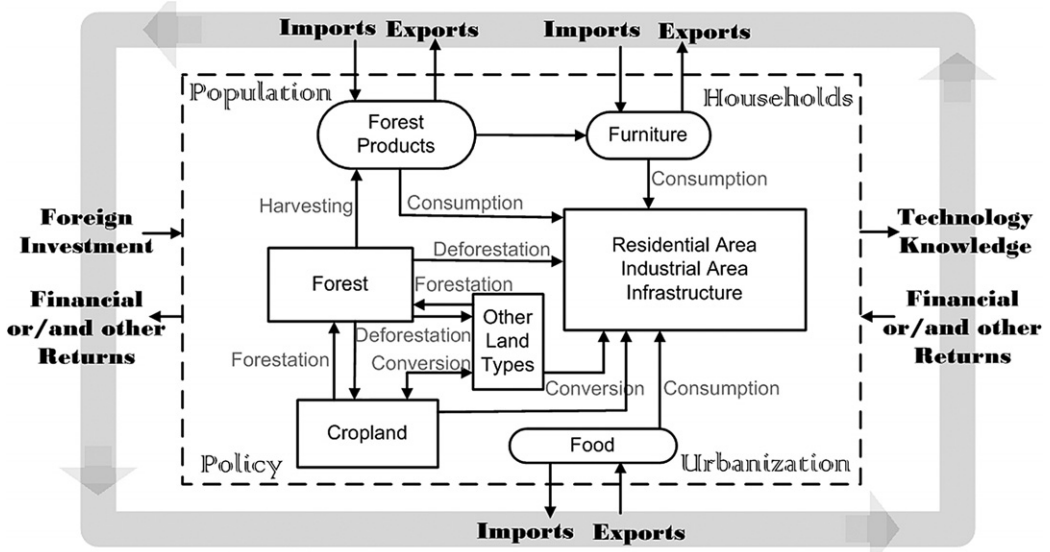 Imports Exports Imports Exports
Population Households
Forest
Products
Furniture
Harvesting Consumption Consumption
Foreign
Investment
Technology
Knowledge
Residential Area
Industrial Area
Infrastructure
Deforestation
Forest
Forestation
Financial
or/and other
Returns
Other
Land
Types
Financial
or/and other
Returns
Deforestation
Forestation
Conversion
Conversion Consumption
Cropland
Food
Policy Urbanization
Imports Exports